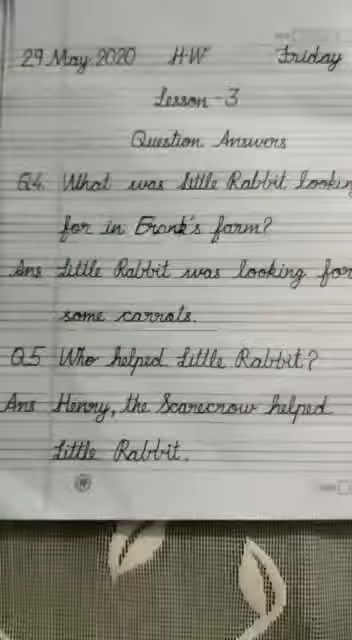 29 May 2020 H·W Friday
Lesson - 3
Question Answers
Q4. What was Little Rabbit looking
for in Frank's farm?
Ans Little Rabbit was looking for
some carrots.
Q5 Who helped Little Rabbit?
Ans Henry, the Scarecrow helped
Little Rabbit.